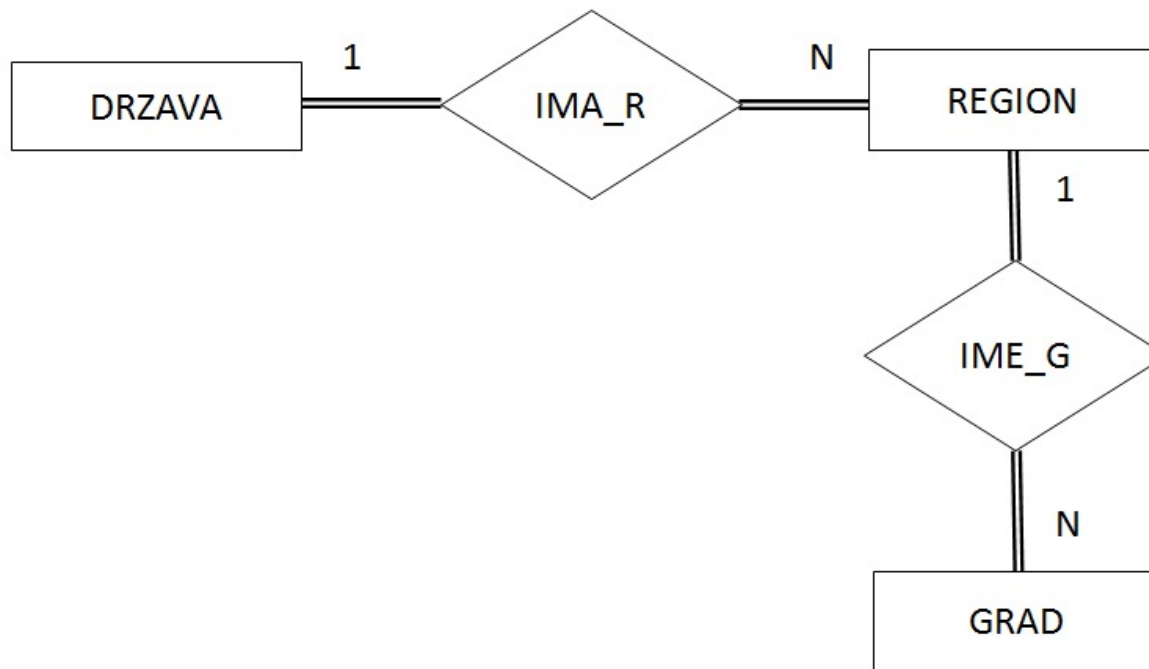 1
N
DRZAVA
IMA_R
REGION
1
IME_G
N
GRAD